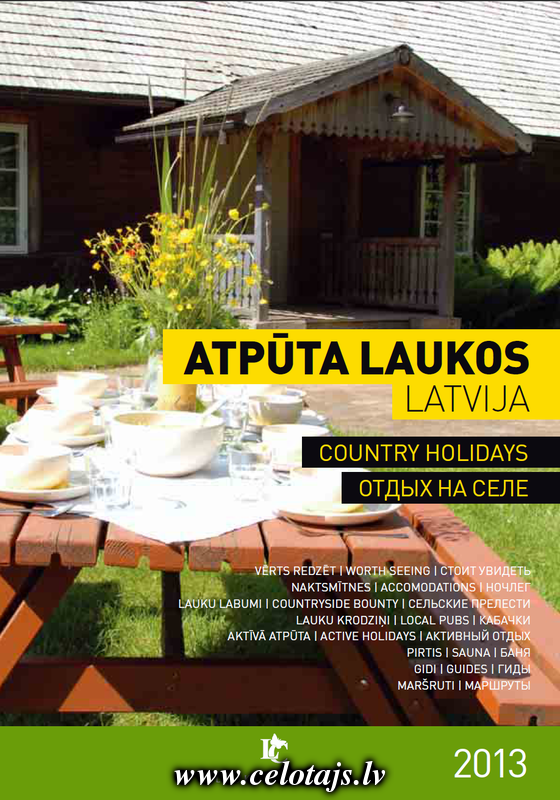 ATPŪTA LAUKOS
LATVIJA
COUNTRY HOLIDAYS
ОТДЫХ НА СЕЛЕ
VĒRTS REDZĒT | WORTH SEEING | СТОИТ УВИДЕТЬ
NAKTSMĪTNES | ACCOMODATIONS | НОЧЛЕГ
LAUKU LABUMI | COUNTRYSIDE BOUNTY | СЕЛЬСКИЕ ПРЕЛЕСТИ
LAUKU KRODZIŅI | LOCAL PUBS | КАБАЧКИ
AKTĪVĀ ATPŪTA | ACTIVE HOLIDAYS | АКТИВНЫЙ ОТДЫХ
PIRTIS | SAUNA | БАНЯ
GIDI | GUIDES | ГИДЫ
MARŠRUTI | МАРШРУТЫ
LC
www.celotajs.lv
2013